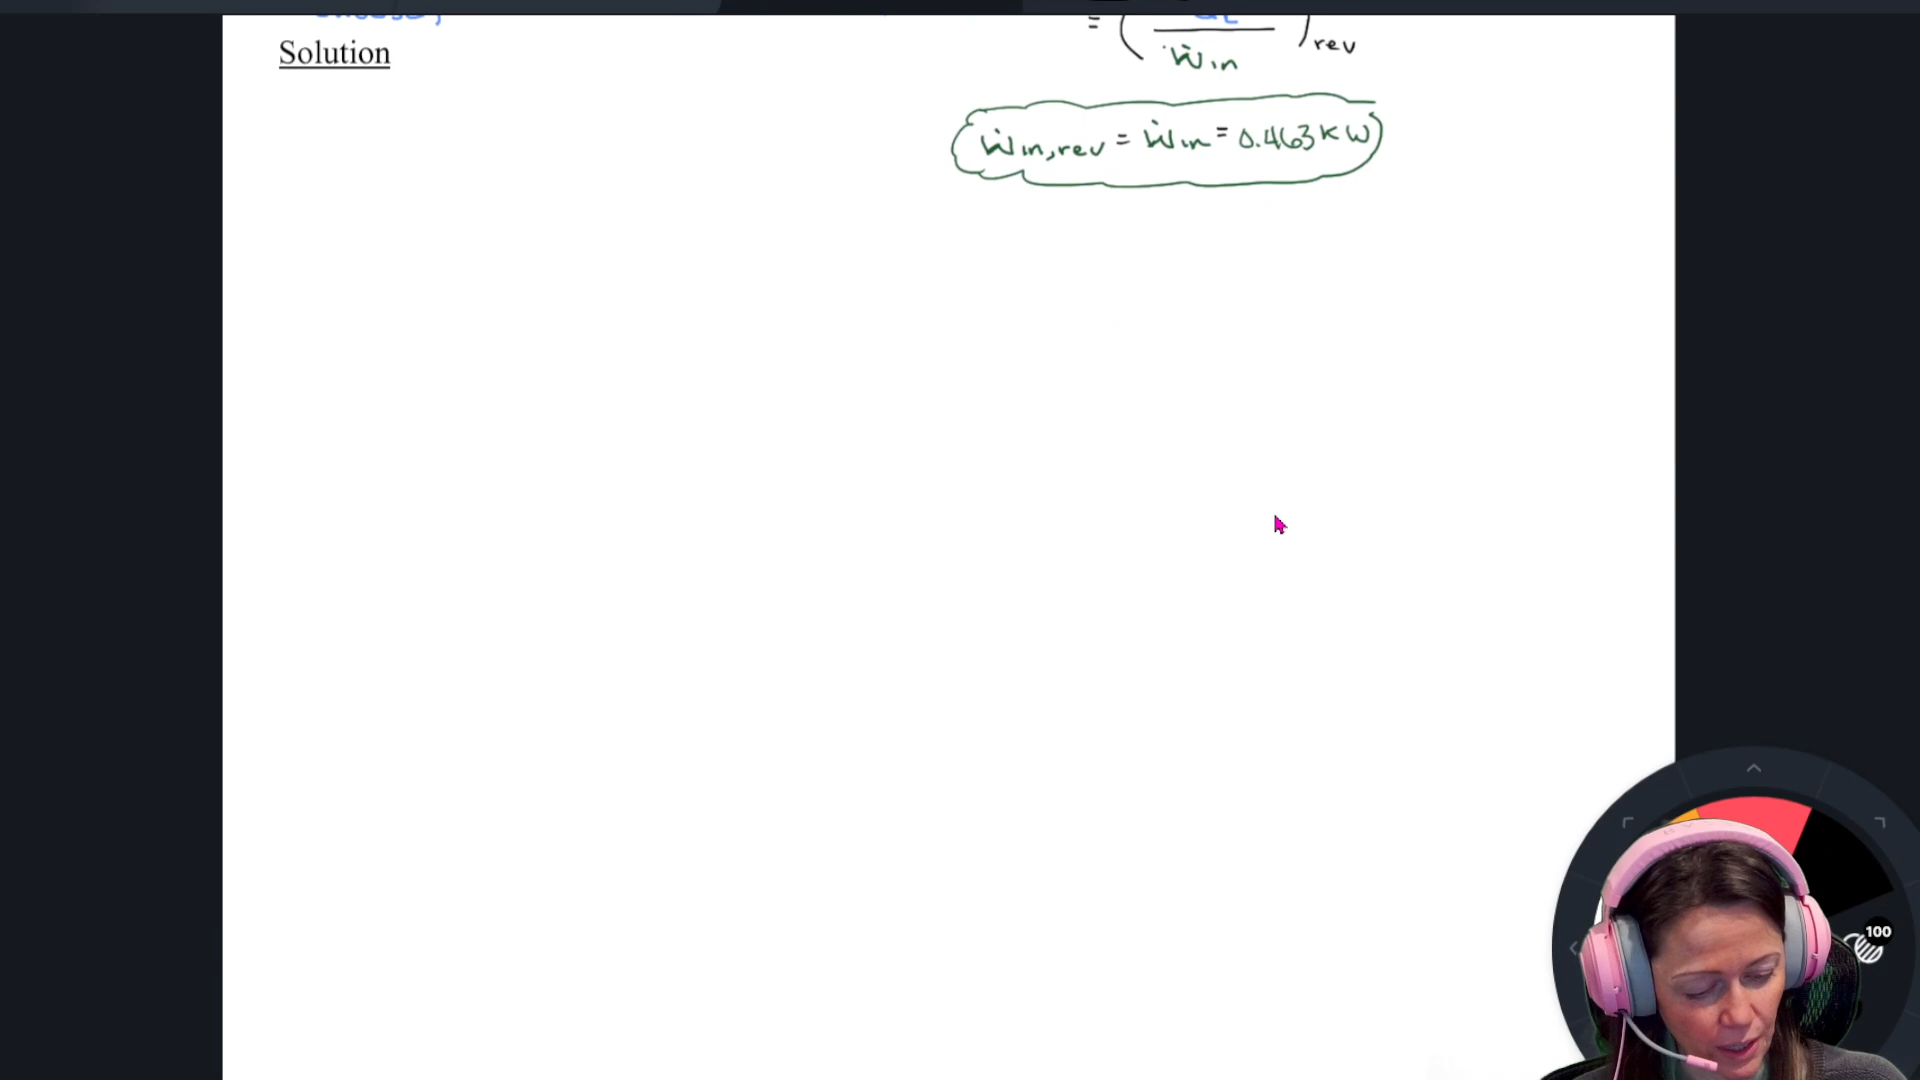 Solution
= ( Ẇin )rev
Ẇin,rev = Ẇin = 0.463 kW
100